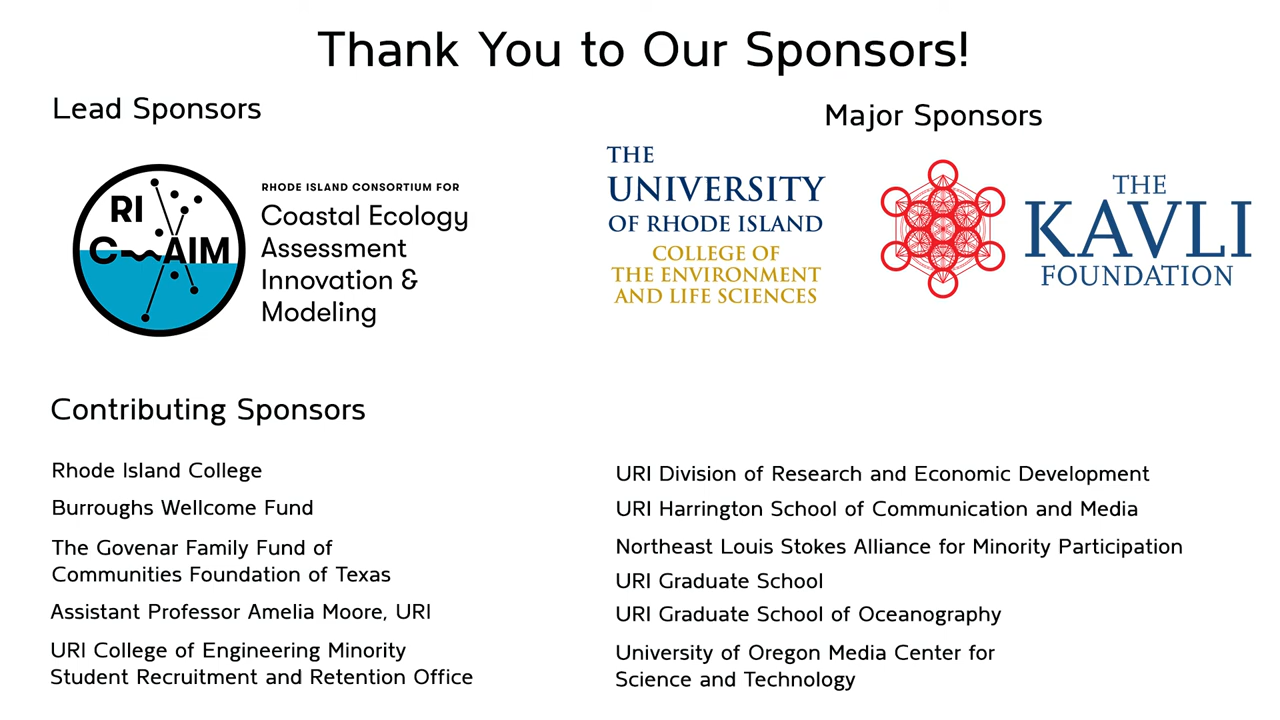 Thank You to Our Sponsors!
Lead Sponsors
RI
C AIM
RHODE ISLAND CONSORTIUM FOR
Coastal Ecology
Assessment
Innovation &
Modeling
Major Sponsors
THE
UNIVERSITY
OF RHODE ISLAND
COLLEGE OF
THE ENVIRONMENT
AND LIFE SCIENCES
THE
KAVLI
FOUNDATION
Contributing Sponsors
Rhode Island College
Burroughs Wellcome Fund
The Govenar Family Fund of
Communities Foundation of Texas
Assistant Professor Amelia Moore, URI
URI College of Engineering Minority
Student Recruitment and Retention Office
URI Division of Research and Economic Development
URI Harrington School of Communication and Media
Northeast Louis Stokes Alliance for Minority Participation
URI Graduate School
URI Graduate School of Oceanography
University of Oregon Media Center for
Science and Technology